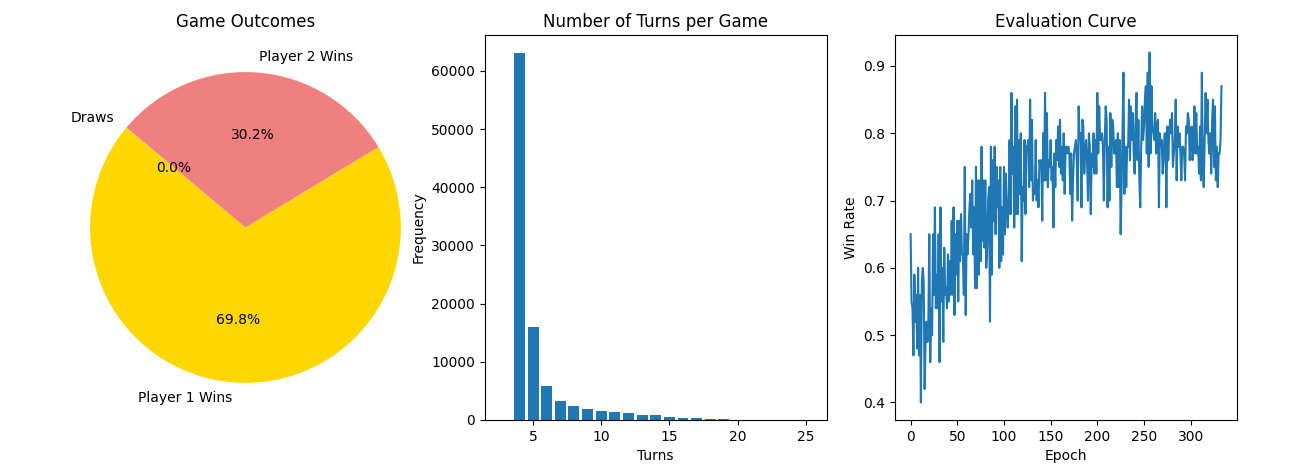 Game Outcomes
Player 2 Wins
Draws
30.2%
0.0%
69.8%
Player 1 Wins
Number of Turns per Game
Frequency
60000
50000
40000
30000
20000
10000
0
5
10
15
20
25
Turns
Evaluation Curve
Win Rate
0.9
0.8
0.7
0.6
0.5
0.4
0
50
100
150
200
250
300
Epoch